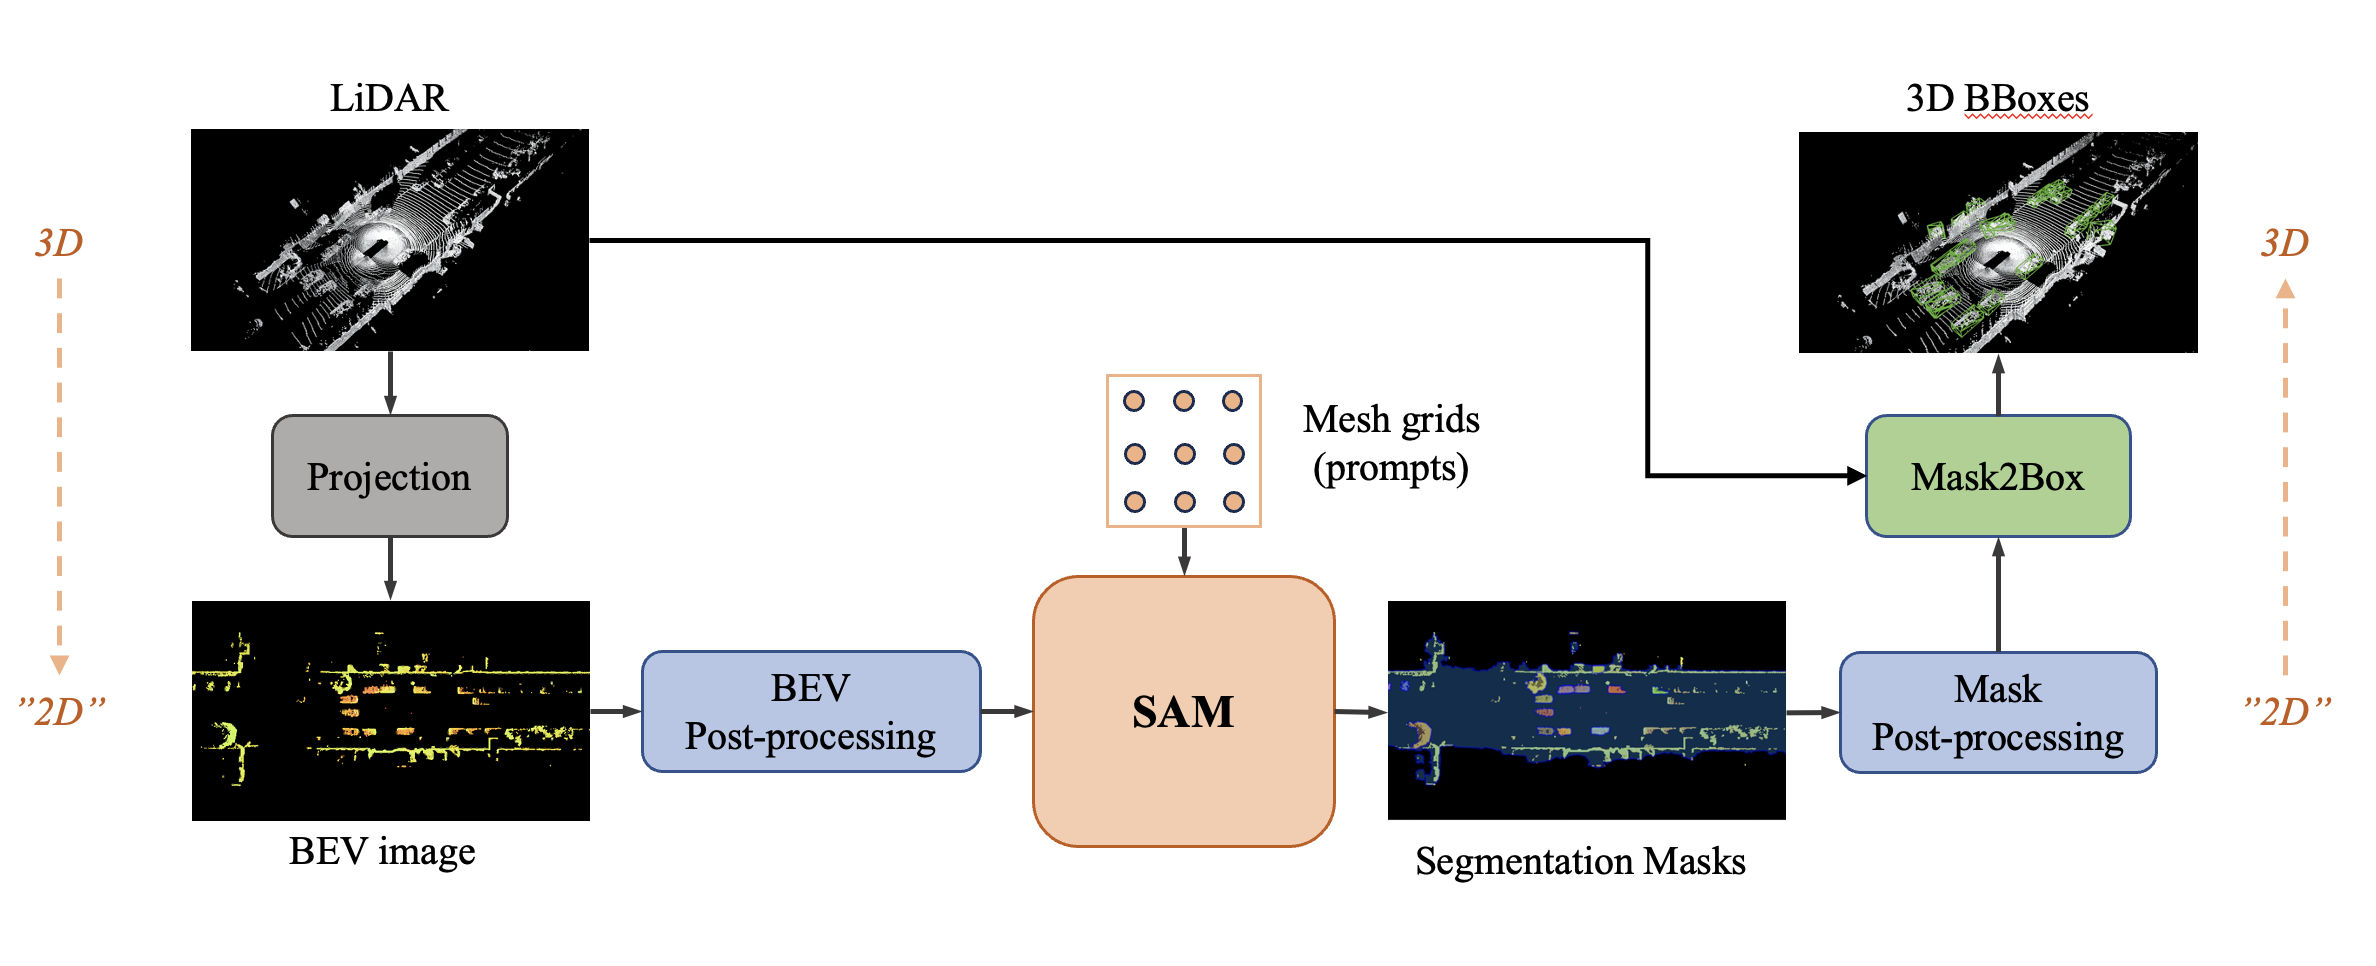 LiDAR
3D BBoxes
3D
3D
Mesh grids
(prompts)
Projection
Mask2Box
”2D”
BEV
Post-processing
SAM
Mask
Post-processing
”2D”
BEV image
Segmentation Masks